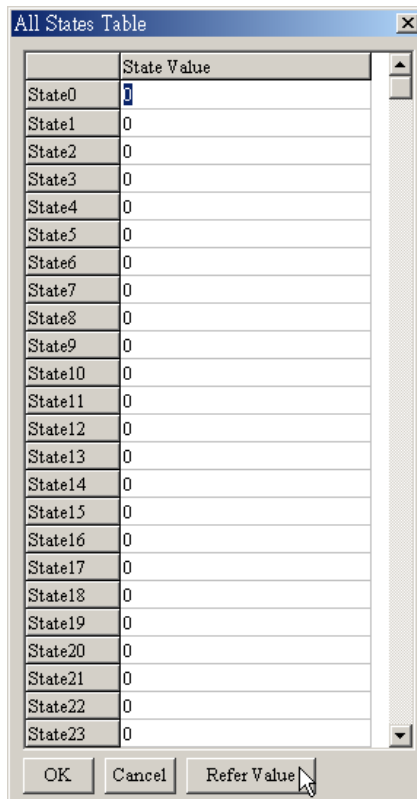 All States Table
State Value
State0 0
State1 0
State2 0
State3 0
State4 0
State5 0
State6 0
State7 0
State8 0
State9 0
State10 0
State11 0
State12 0
State13 0
State14 0
State15 0
State16 0
State17 0
State18 0
State19 0
State20 0
State21 0
State22 0
State23 0
OK Cancel Refer Value